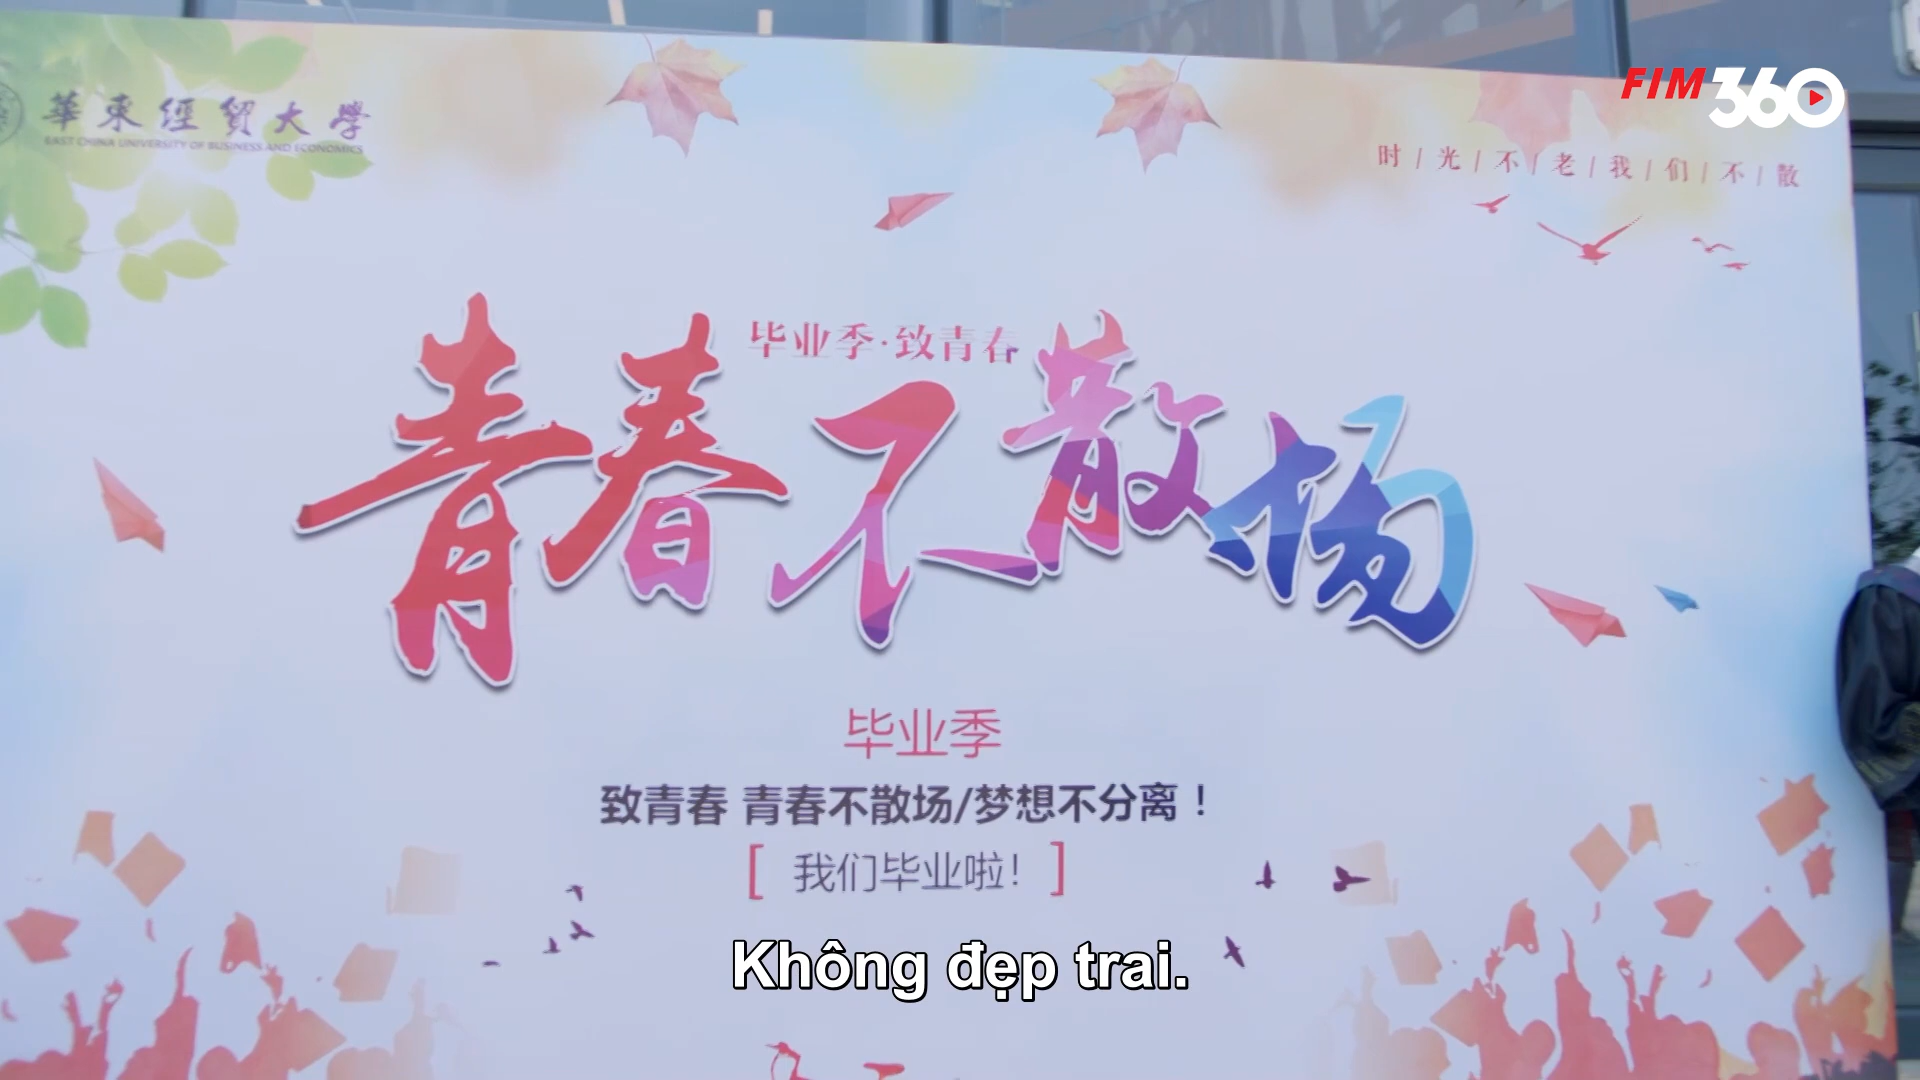 FIM360
華東經貿大學
EAST CHINA UNIVERSITY OF BUSINESS AND ECONOMICS
时|光|不|老|我|们|不|散
毕业季·致青春
青春不散场
毕业季
致青春 青春不散场/梦想不分离！
[ 我们毕业啦！ ]
Không đẹp trai.